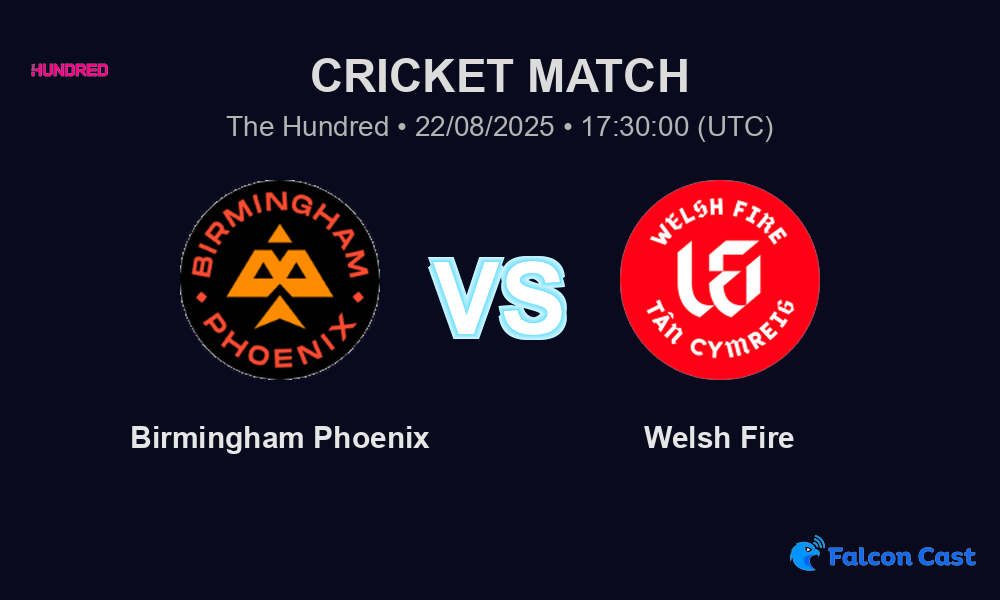 HUNDRED
CRICKET MATCH
The Hundred • 22/08/2025 • 17:30:00 (UTC)
BIRMINGHAM
PHOENIX
VS
WELSH FIRE
TÂN CYMREIG
Birmingham Phoenix
Welsh Fire
Falcon Cast